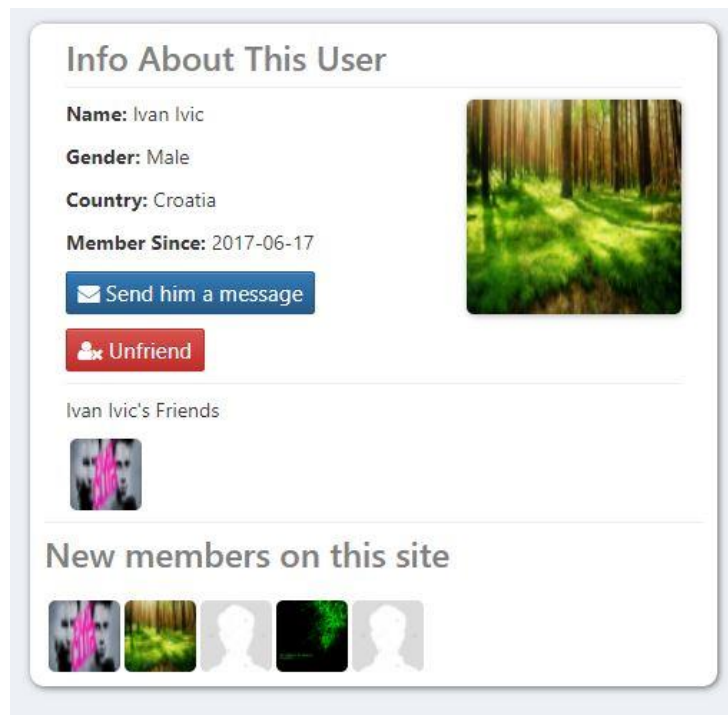 Info About This User
Name: Ivan Ivic
Gender: Male
Country: Croatia
Member Since: 2017-06-17
Send him a message
Unfriend
Ivan Ivic's Friends
New members on this site